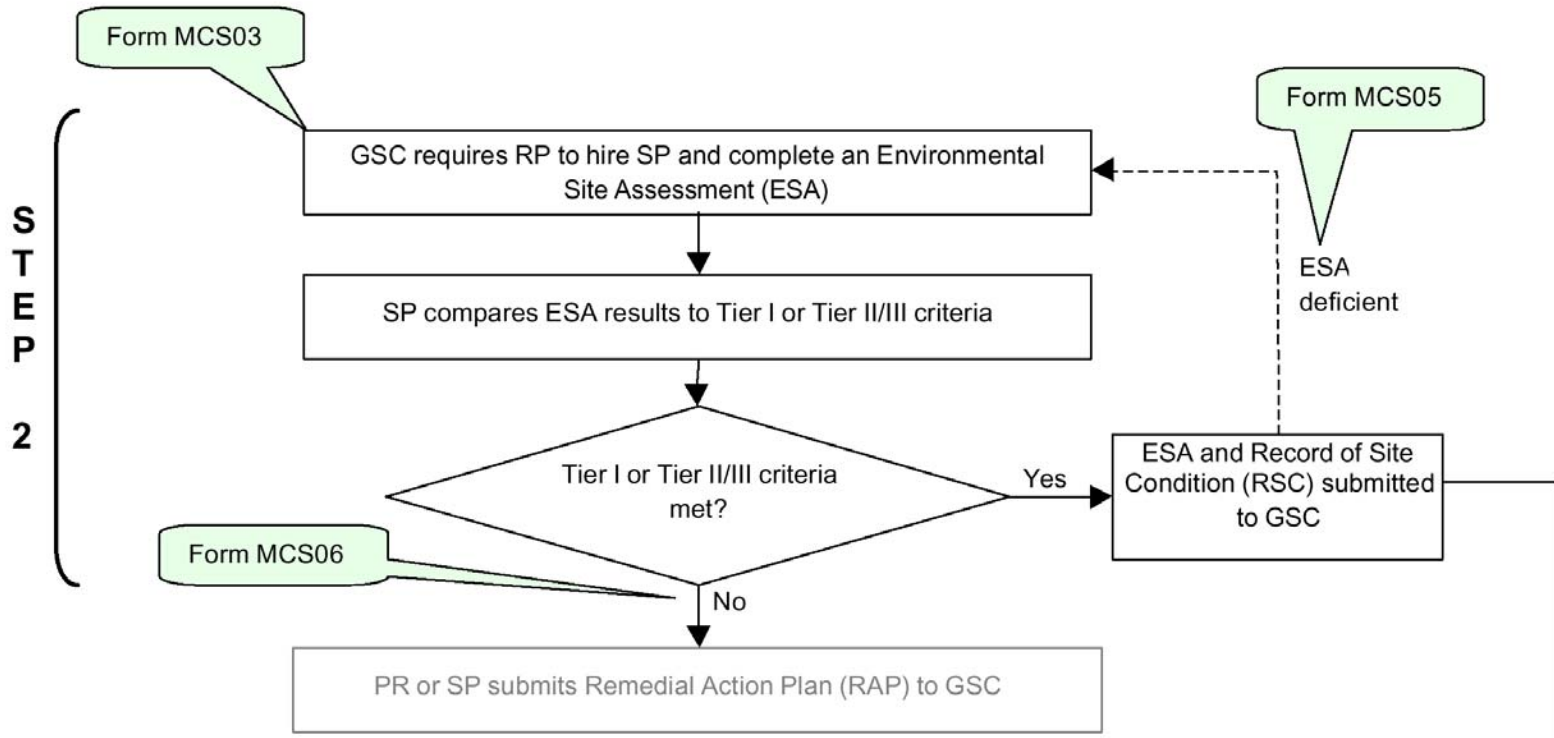 Form MCS03
Form MCS05
GSC requires RP to hire SP and complete an Environmental
Site Assessment (ESA)
S
T
E
P
2
ESA
deficient
SP compares ESA results to Tier I or Tier II/III criteria
Tier I or Tier II/III criteria
met?
Yes
ESA and Record of Site
Condition (RSC) submitted
to GSC
Form MCS06
No
PR or SP submits Remedial Action Plan (RAP) to GSC